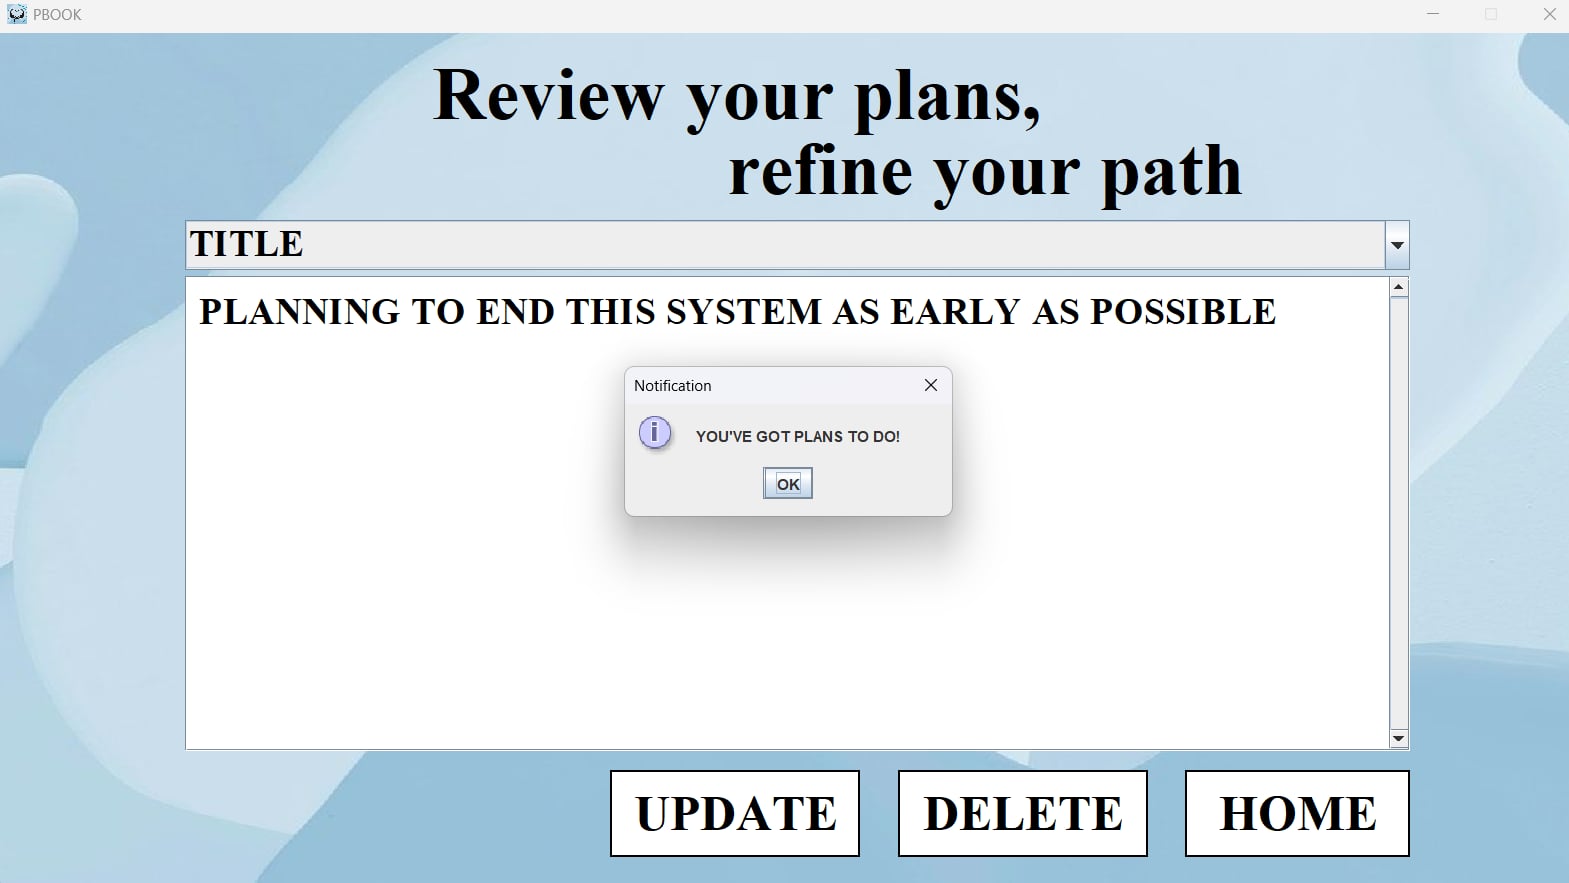 PBOOK
Review your plans,
refine your path
TITLE
PLANNING TO END THIS SYSTEM AS EARLY AS POSSIBLE
Notification
i
YOU'VE GOT PLANS TO DO!
OK
UPDATE DELETE HOME